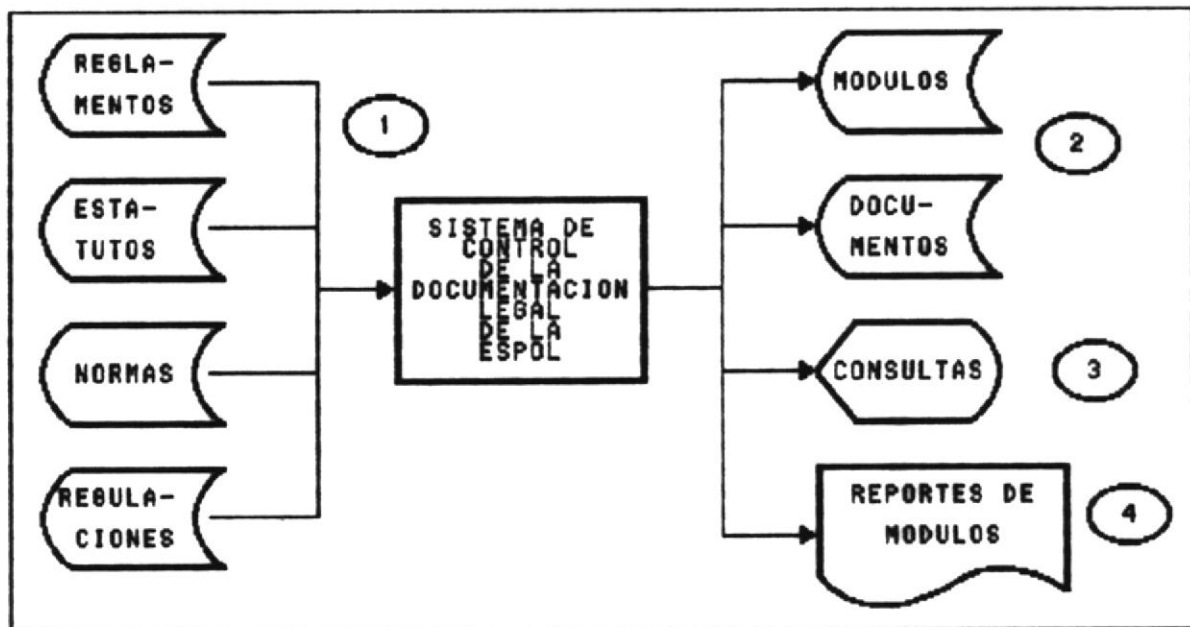 REGLA-
MENTOS
1
ESTA-
TUTOS
NORMAS
REGULA-
CIONES
SISTEMA DE
CONTROL
DE LA
DOCUMENTACION
LEGAL
DE LA
ESPOL
MODULOS
2
DOCU-
MENTOS
CONSULTAS
3
REPORTES DE
MODULOS
4